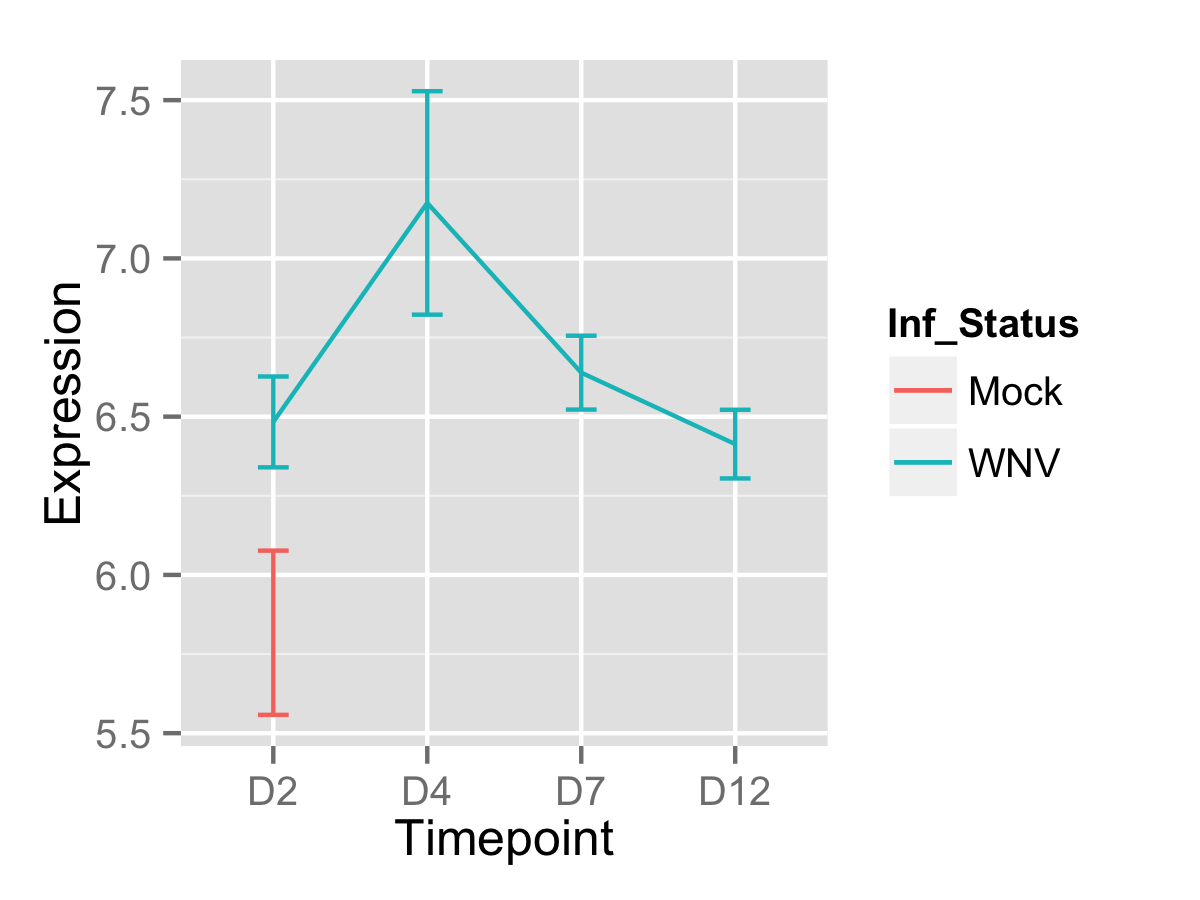 7.5
7.0
6.5
6.0
5.5
Expression
D2 D4 D7 D12
Timepoint
Inf_Status
Mock
WNV